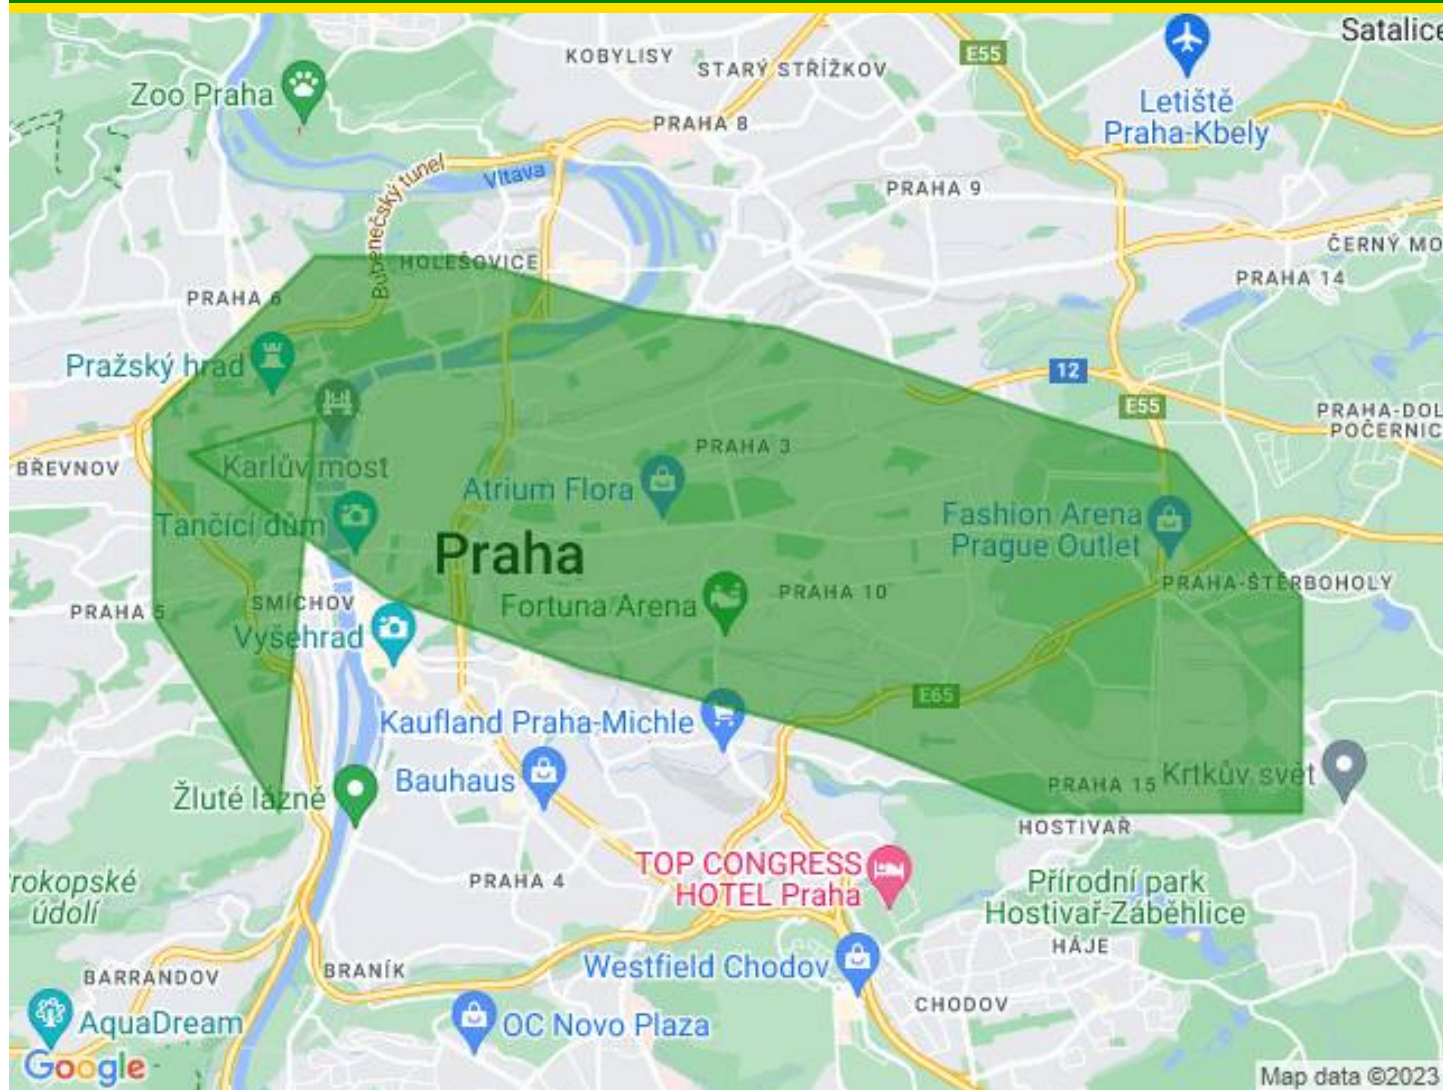 Satalice
KOBYLISY
STARÝ STŘÍŽKOV
E55
Zoo Praha
Letiště
Praha-Kbely
PRAHA 8
Bubenečský tunel
Vltava
PRAHA 9
ČERNÝ MO
HOLEŠOVICE
PRAHA 6
PRAHA 14
Pražský hrad
12
E55
PRAHA-DOL
POČERNIC
PRAHA 3
BŘEVNOV
Karlův most
Atrium Flora
Tančící dům
Fashion Arena
Prague Outlet
Praha
PRAHA-ŠTĚRBOHOLY
PRAHA 10
SMÍCHOV
PRAHA 5
Fortuna Arena
Vyšehrad
E65
Kaufland Praha-Michle
Bauhaus
PRAHA 15
Krtkův svět
Žluté lázně
HOSTIVAŘ
TOP CONGRESS
HOTEL Praha
PRAHA 4
rokopské
údolí
Přírodní park
Hostivař-Záběhlice
HÁJE
BRANÍK
Westfield Chodov
BARRANDOV
CHODOV
AquaDream
OC Novo Plaza
Google
Map data ©2023